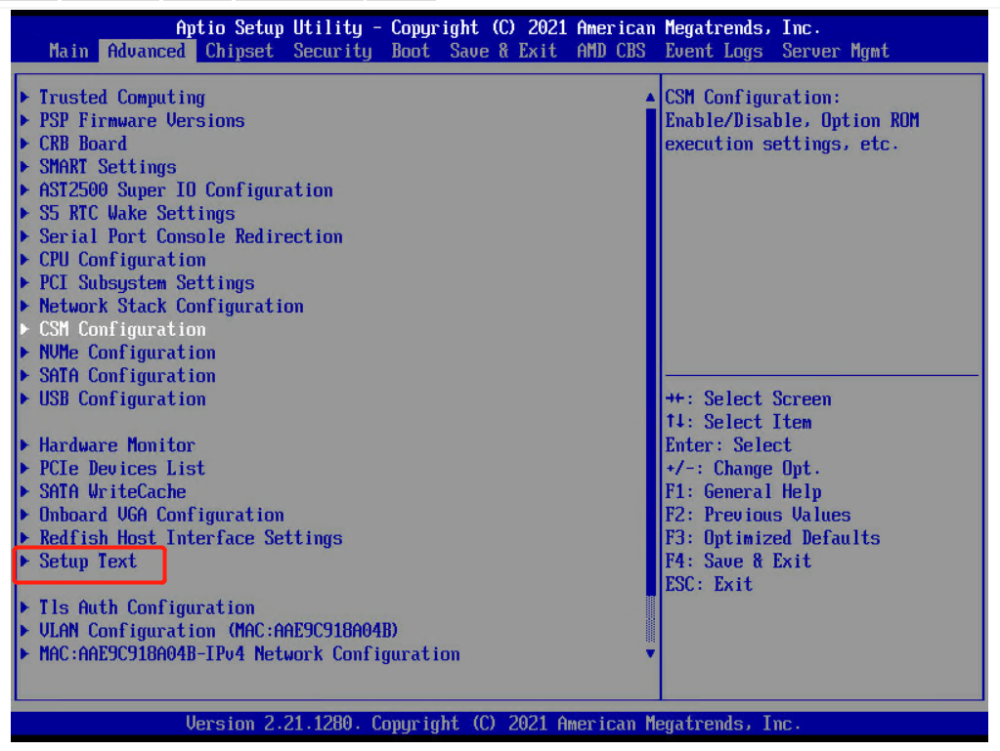 Aptio Setup Utility - Copyright (C) 2021 American Megatrends, Inc.
Main Advanced Chipset Security Boot Save & Exit AMD CBS Event Logs Server Mgmt
Trusted Computing
PSP Firmware Versions
CRB Board
SMART Settings
AST2500 Super IO Configuration
S5 RTC Wake Settings
Serial Port Console Redirection
CPU Configuration
PCI Subsystem Settings
Network Stack Configuration
CSM Configuration
NVMe Configuration
SATA Configuration
USB Configuration
Hardware Monitor
PCIe Devices List
SATA WriteCache
Onboard VGA Configuration
Redfish Host Interface Settings
Setup Text
Tls Auth Configuration
VLAN Configuration (MAC:AAE9C918A04B)
MAC:AAE9C918A04B-IPv4 Network Configuration
CSM Configuration:
Enable/Disable, Option ROM
execution settings, etc.
→←: Select Screen
↑↓: Select Item
Enter: Select
+/-: Change Opt.
F1: General Help
F2: Previous Values
F3: Optimized Defaults
F4: Save & Exit
ESC: Exit
Version 2.21.1280. Copyright (C) 2021 American Megatrends, Inc.